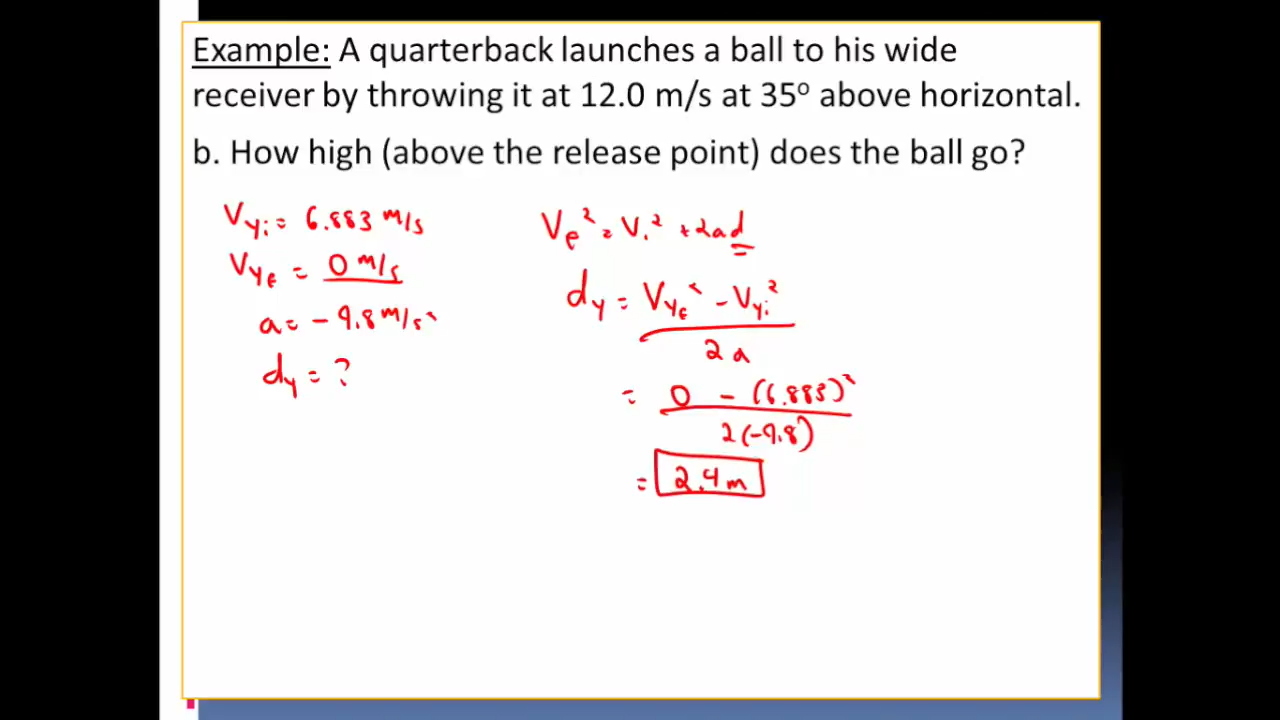 Example: A quarterback launches a ball to his wide
receiver by throwing it at 12.0 m/s at 35° above horizontal.
b. How high (above the release point) does the ball go?
Vyi = 6.883 m/s
Vyf = 0 m/s
a = -9.8 m/s²
dy = ?
Vf² = Vi² + 2ad
dy = Vyf² - Vyi²
2a
= 0 - (6.883)²
2(-9.8)
= 2.4 m